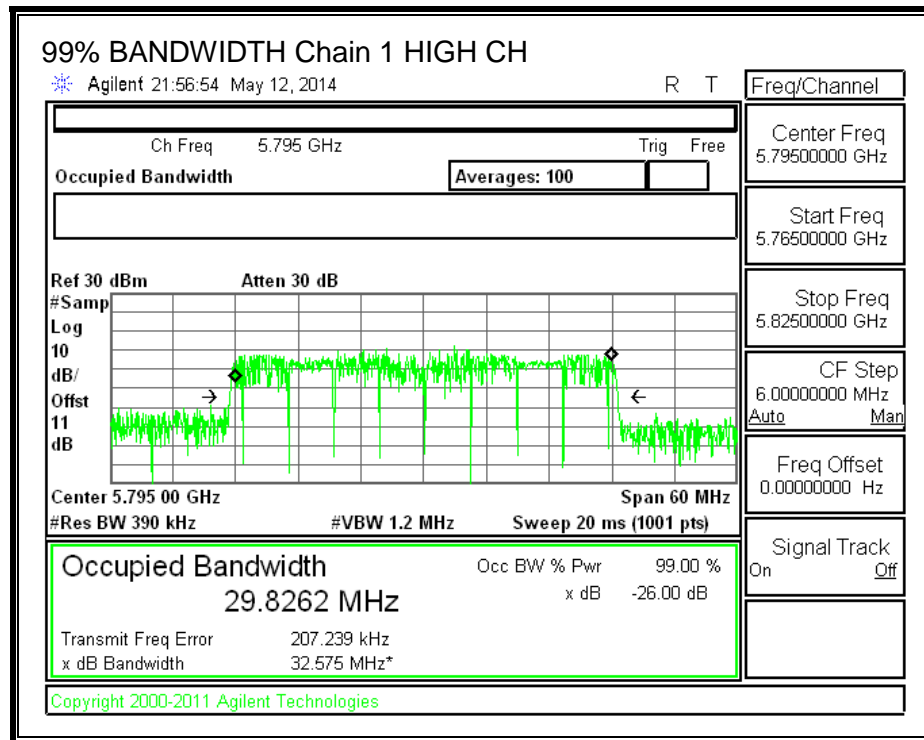 99% BANDWIDTH Chain 1 HIGH CH
Agilent 21:56:54 May 12, 2014 R T
Freq/Channel
Ch Freq 5.795 GHz Trig Free
Occupied Bandwidth Averages: 100
Center Freq
5.79500000 GHz
Start Freq
5.76500000 GHz
Stop Freq
5.82500000 GHz
CF Step
6.00000000 MHz
Auto Man
Freq Offset
0.00000000 Hz
Signal Track
On Off
Ref 30 dBm Atten 30 dB
#Samp
Log
10
dB/
Offst
11
dB
Center 5.795 00 GHz Span 60 MHz
#Res BW 390 kHz #VBW 1.2 MHz Sweep 20 ms (1001 pts)
Occupied Bandwidth Occ BW % Pwr 99.00 %
29.8262 MHz x dB -26.00 dB
Transmit Freq Error 207.239 kHz
x dB Bandwidth 32.575 MHz*
Copyright 2000-2011 Agilent Technologies